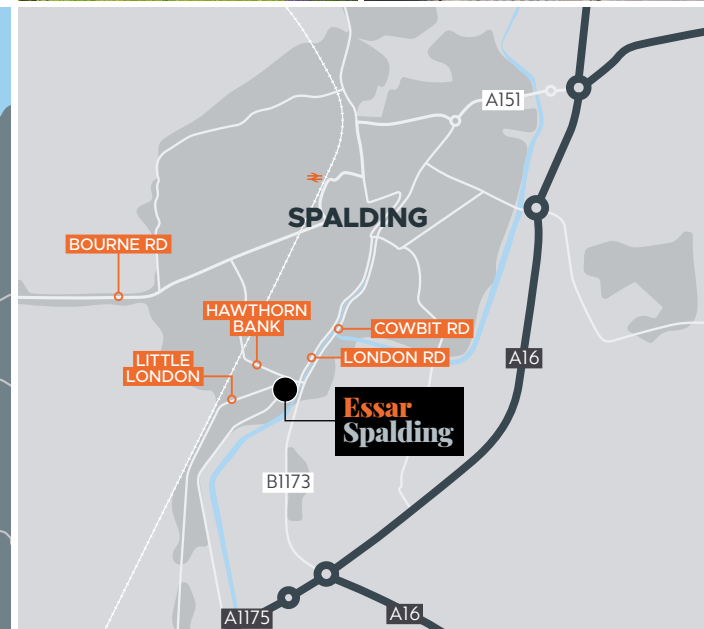 A151
SPALDING
BOURNE RD
HAWTHORN
BANK
COWBIT RD
LITTLE
LONDON
LONDON RD
A16
Essar
Spalding
B1173
A1175
A16